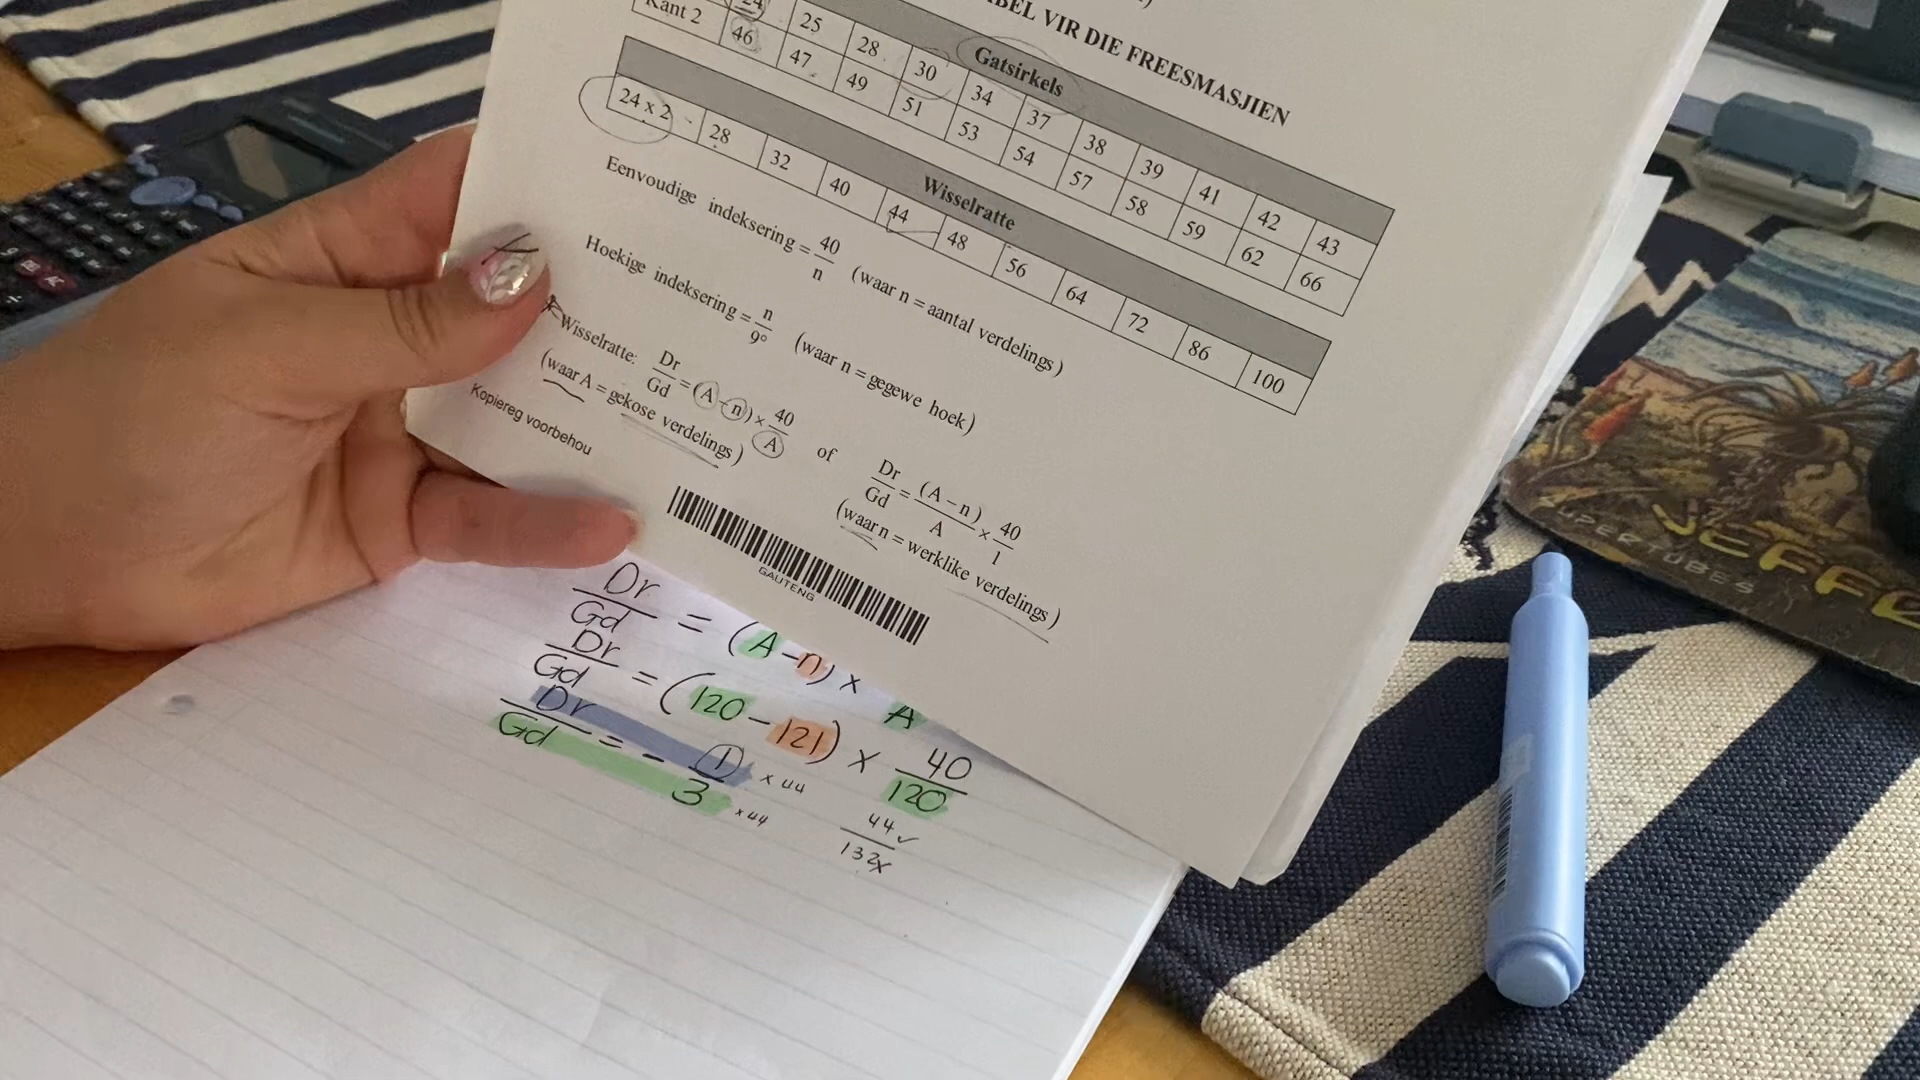 BEL VIR DIE FREESMASJIEN
Gatsirkels
24 25 28 30 34 37 38 39 41 42 43
Kant 2 46 47 49 51 53 54 57 58 59 62 66
Wisselratte
24 x 2 28 32 40 44 48 56 64 72 86 100
Eenvoudige indeksering = 40/n (waar n = aantal verdelings)
Hoekige indeksering = n/9° (waar n = gegewe hoek)
Wisselratte: Dr/Gd = (A - n) × 40/A of Dr/Gd = (A - n)/A × 40/1
(waar A = gekose verdelings) (waar n = werklike verdelings)
Kopiereg voorbehou
GAUTENG
Dr/Gd = (A - n) x A
Dr/Gd = (120 - 121) x 40/120
Dr/Gd = - 1/3 x 44 x 44
44 ✓
132 x
JEFF
SUPERTUBES